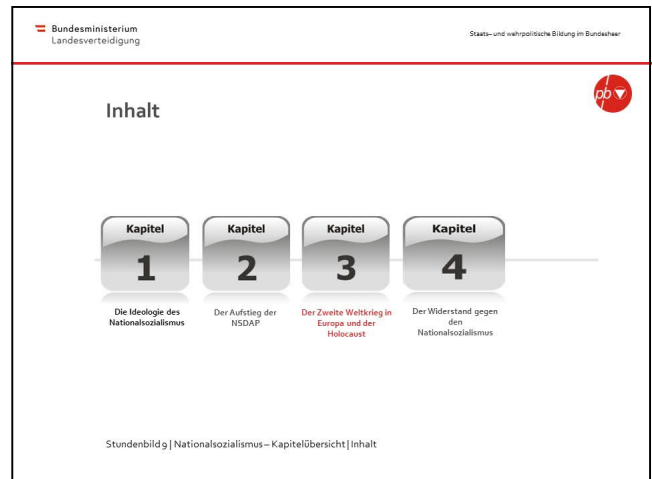 Bundesministerium
Landesverteidigung
Staats- und wehrpolitische Bildung im Bundesheer
pb
Inhalt
Kapitel
1
Die Ideologie des
Nationalsozialismus
Kapitel
2
Der Aufstieg der
NSDAP
Kapitel
3
Der Zweite Weltkrieg in
Europa und der
Holocaust
Kapitel
4
Der Widerstand gegen
den
Nationalsozialismus
Stundenbild 9 | Nationalsozialismus – Kapitelübersicht | Inhalt